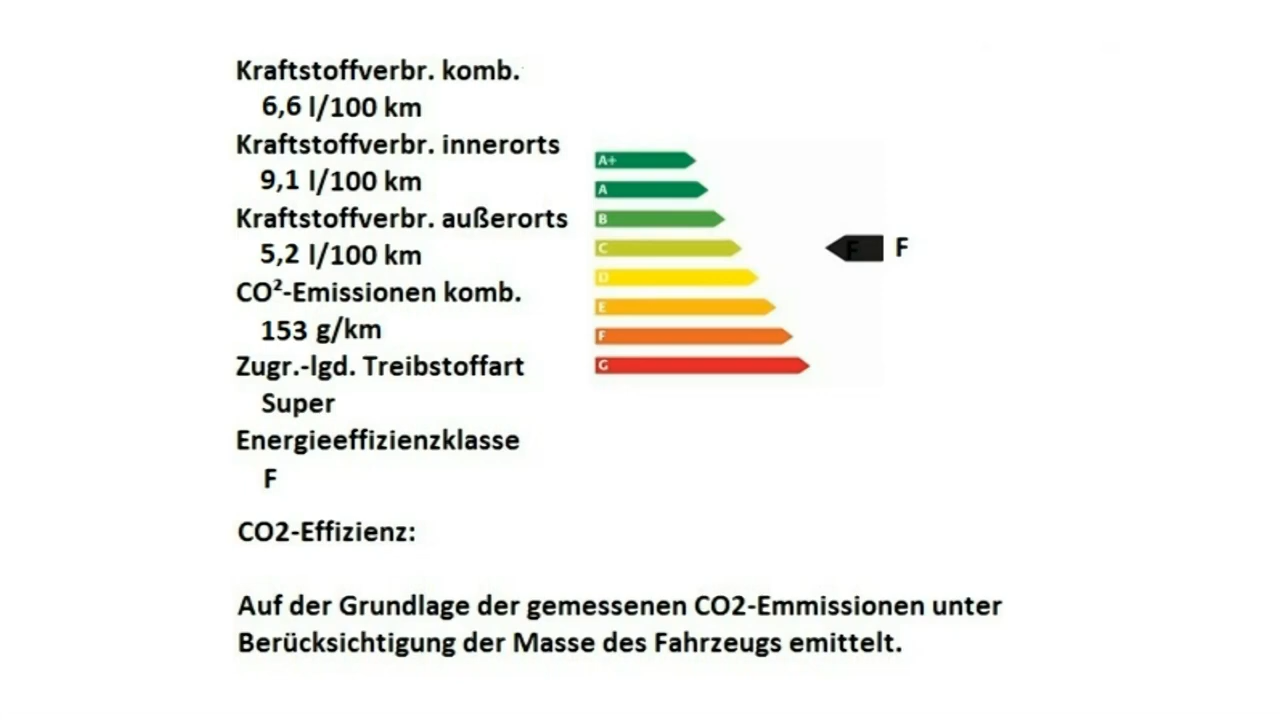 Kraftstoffverbr. komb.
6,6 l/100 km
Kraftstoffverbr. innerorts
9,1 l/100 km
Kraftstoffverbr. außerorts
5,2 l/100 km
CO²-Emissionen komb.
153 g/km
Zugr.-lgd. Treibstoffart
Super
Energieeffizienzklasse
F
A+
A
B
C
D
E
F
G
F F
CO2-Effizienz:
Auf der Grundlage der gemessenen CO2-Emmissionen unter
Berücksichtigung der Masse des Fahrzeugs emittelt.